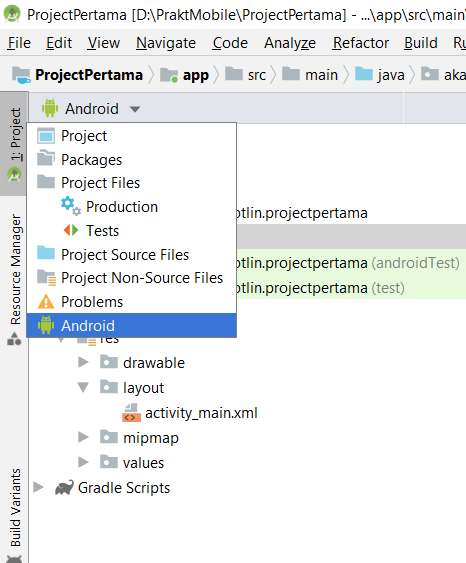 ProjectPertama [D:\PraktMobile\ProjectPertama] - ...\app\src\main\
File Edit View Navigate Code Analyze Refactor Build R
ProjectPertama app src main java aka
1: Project
Android
Project
Packages
Project Files
Production
Tests
Project Source Files
Project Non-Source Files
Problems
Android
otlin.projectpertama
otlin.projectpertama (androidTest)
otlin.projectpertama (test)
res
drawable
layout
activity_main.xml
mipmap
values
Gradle Scripts
Resource Manager
Build Variants